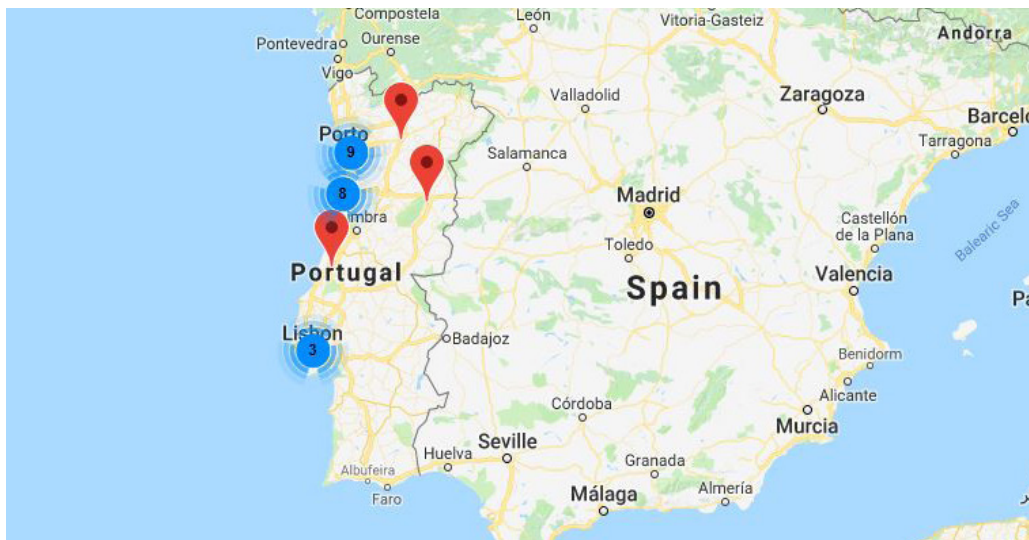 Compostela
León
Vitoria-Gasteiz
Andorra
Pontevedra
Ourense
Vigo
Valladolid
Zaragoza
Barcelo
Porto
9
Tarragona
Salamanca
8
Madrid
mbra
Castellón
de la Plana
Balearic Sea
Toledo
Portugal
Spain
Valencia
Pa
Lisbon
3
Badajoz
Benidorm
Alicante
Córdoba
Murcia
Seville
Huelva
Granada
Albufeira
Faro
Málaga
Almería